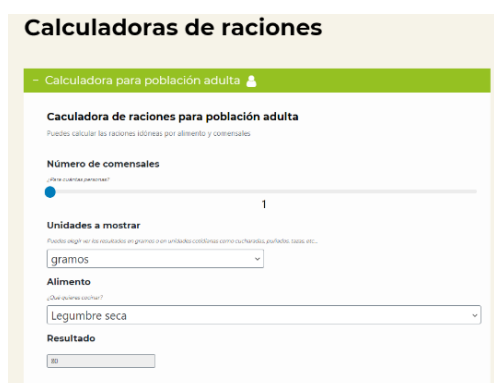 Calculadoras de raciones
− Calculadora para población adulta
Caculadora de raciones para población adulta
Puedes calcular las raciones idóneas por alimento y comensales
Número de comensales
¿Para cuántas personas?
1
Unidades a mostrar
Puedes elegir ver los resultados en gramos o en unidades cotidianas como cucharadas, puñados, tazas, etc...
gramos
Alimento
¿Qué quieres cocinar?
Legumbre seca
Resultado
80